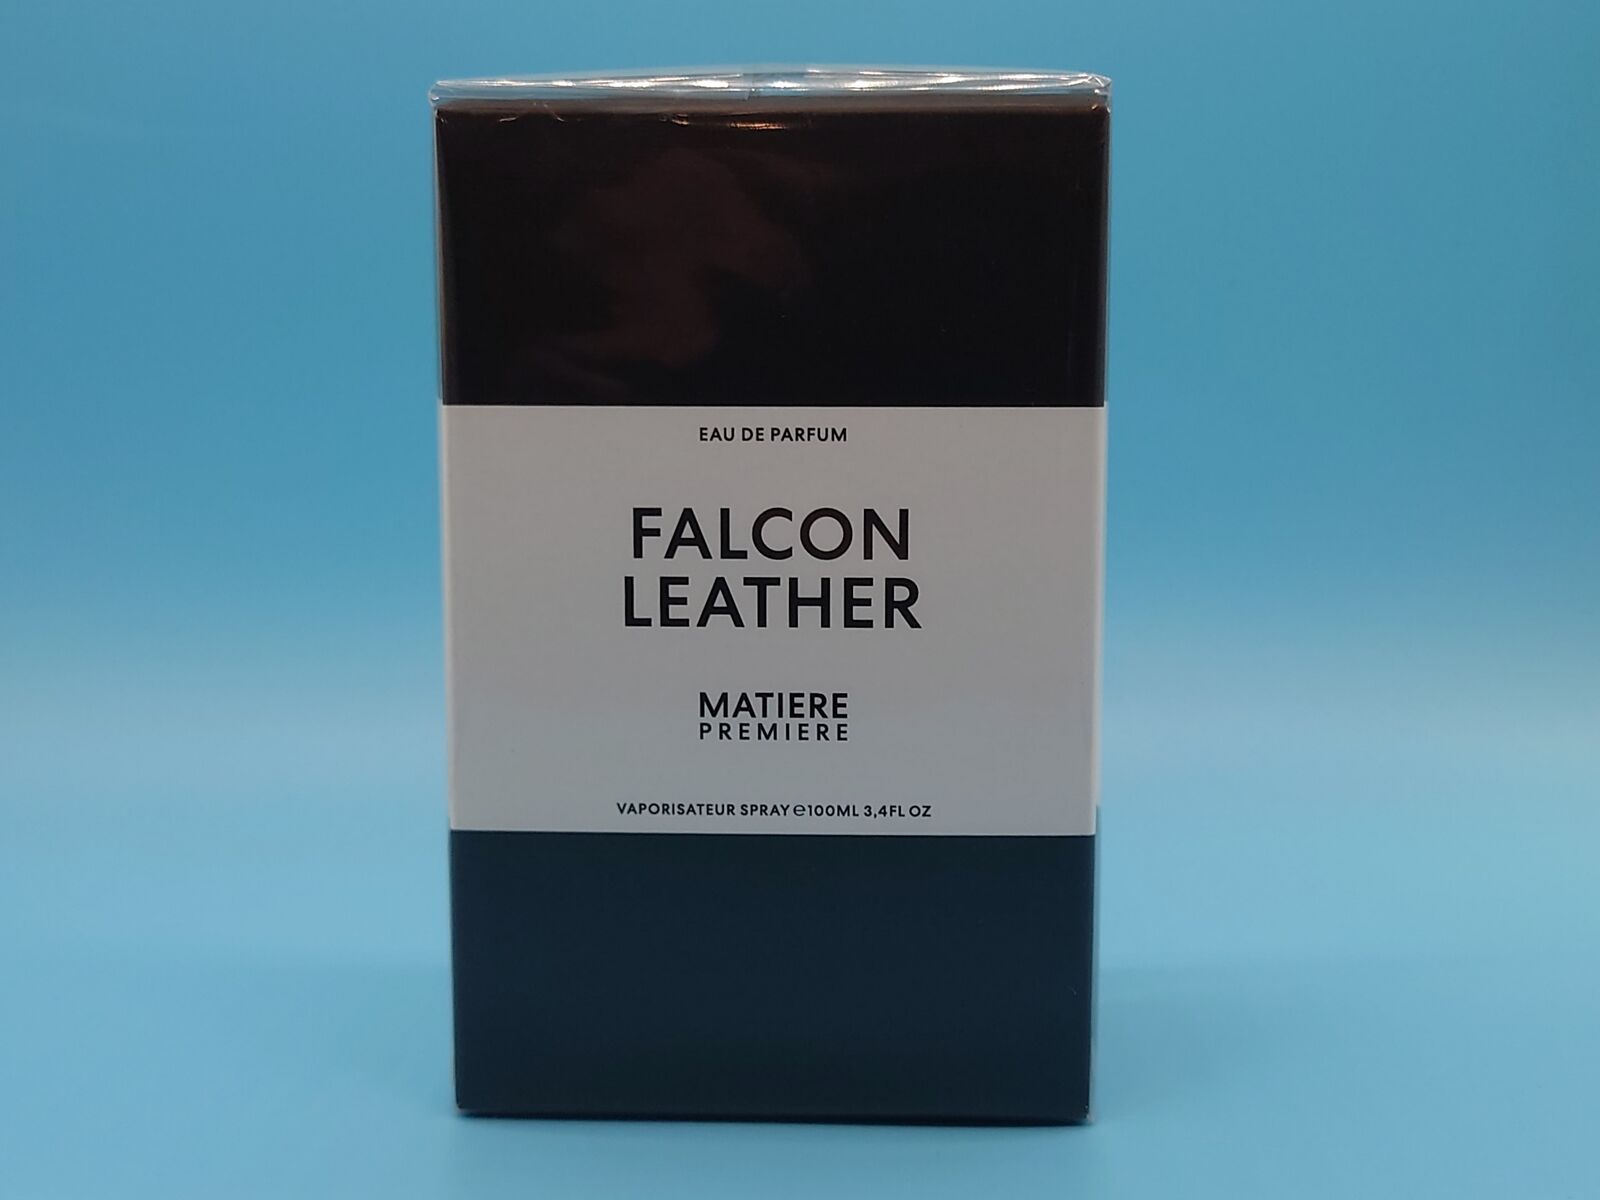 EAU DE PARFUM
FALCON
LEATHER
MATIERE
PREMIERE
VAPORISATEUR SPRAY ℮100ML 3,4FL OZ